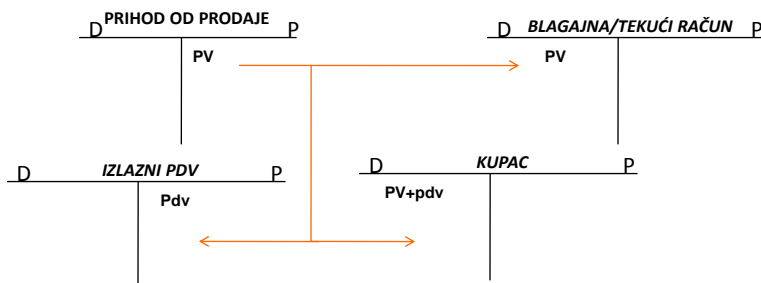 D PRIHOD OD PRODAJE P
PV
D BLAGAJNA/TEKUĆI RAČUN P
PV
D IZLAZNI PDV P
Pdv
D KUPAC P
PV+pdv